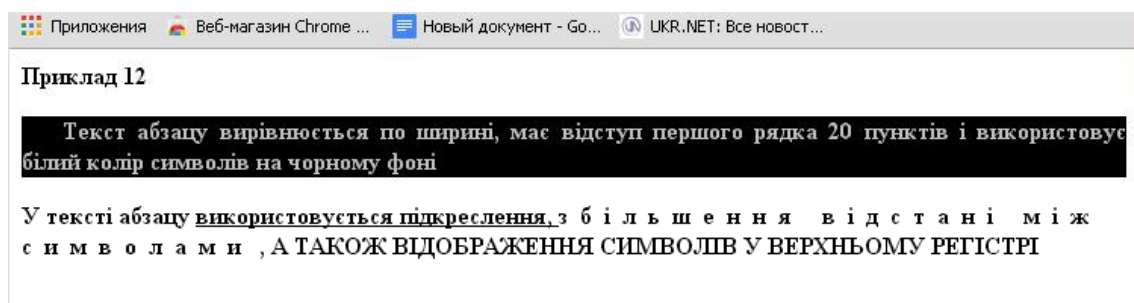 Приложения Веб-магазин Chrome ... Новый документ - Go... UKR.NET: Все новост...
Приклад 12
Текст абзацу вирівнюється по ширині, має відступ першого рядка 20 пунктів і використовує
білий колір символів на чорному фоні
У тексті абзацу використовується підкреслення, з б і л ь ш е н н я в і д с т а н і м і ж
с и м в о л а м и , А ТАКОЖ ВІДОБРАЖЕННЯ СИМВОЛІВ У ВЕРХНЬОМУ РЕГІСТРІ